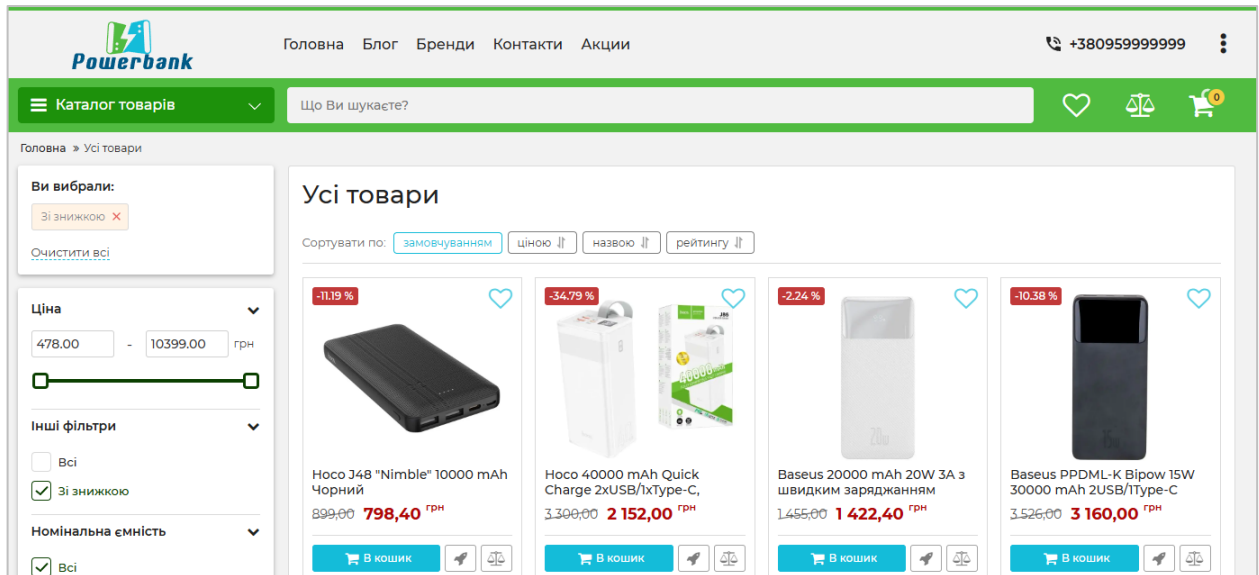 Powerbank
Головна Блог Бренди Контакти Акции
+380959999999
Каталог товарів
Що Ви шукаєте?
0
Головна » Усі товари
Ви вибрали:
Зі знижкою ×
Очистити всі
Ціна
478.00 - 10399.00 грн
Інші фільтри
Всі
Зі знижкою
Номінальна ємність
Всі
Усі товари
Сортувати по: замовчуванням ціною назвою рейтингу
-11.19 %
Hoco J48 "Nimble" 10000 mAh
Чорний
899,00 798,40 грн
В кошик
-34.79 %
J86
40000mAh
Hoco 40000 mAh Quick
Charge 2xUSB/1xType-C,
3 300,00 2 152,00 грн
В кошик
-2.24 %
20W
Baseus 20000 mAh 20W 3A з
швидким заряджанням
1 455,00 1 422,40 грн
В кошик
-10.38 %
Baseus PPDML-K Bipow 15W
30000 mAh 2USB/1Type-C
3 526,00 3 160,00 грн
В кошик